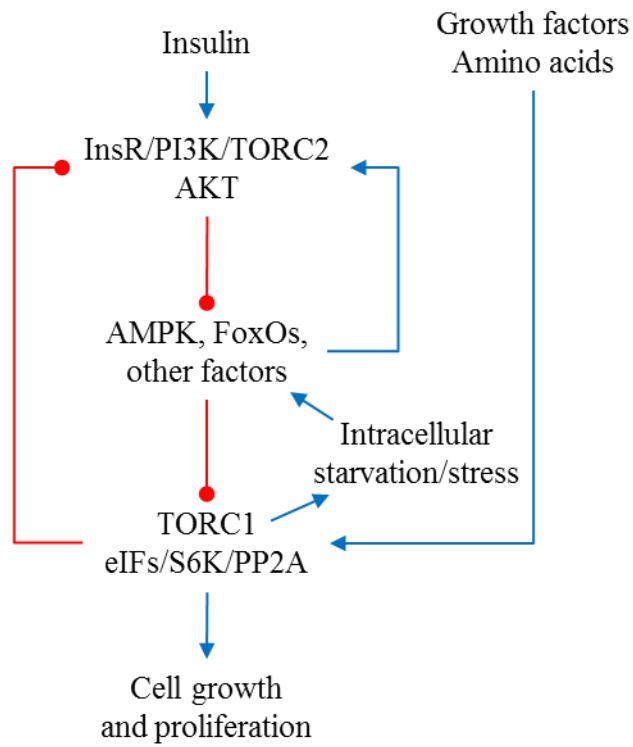 Insulin
Growth factors
Amino acids
InsR/PI3K/TORC2
AKT
AMPK, FoxOs,
other factors
Intracellular
starvation/stress
TORC1
eIFs/S6K/PP2A
Cell growth
and proliferation